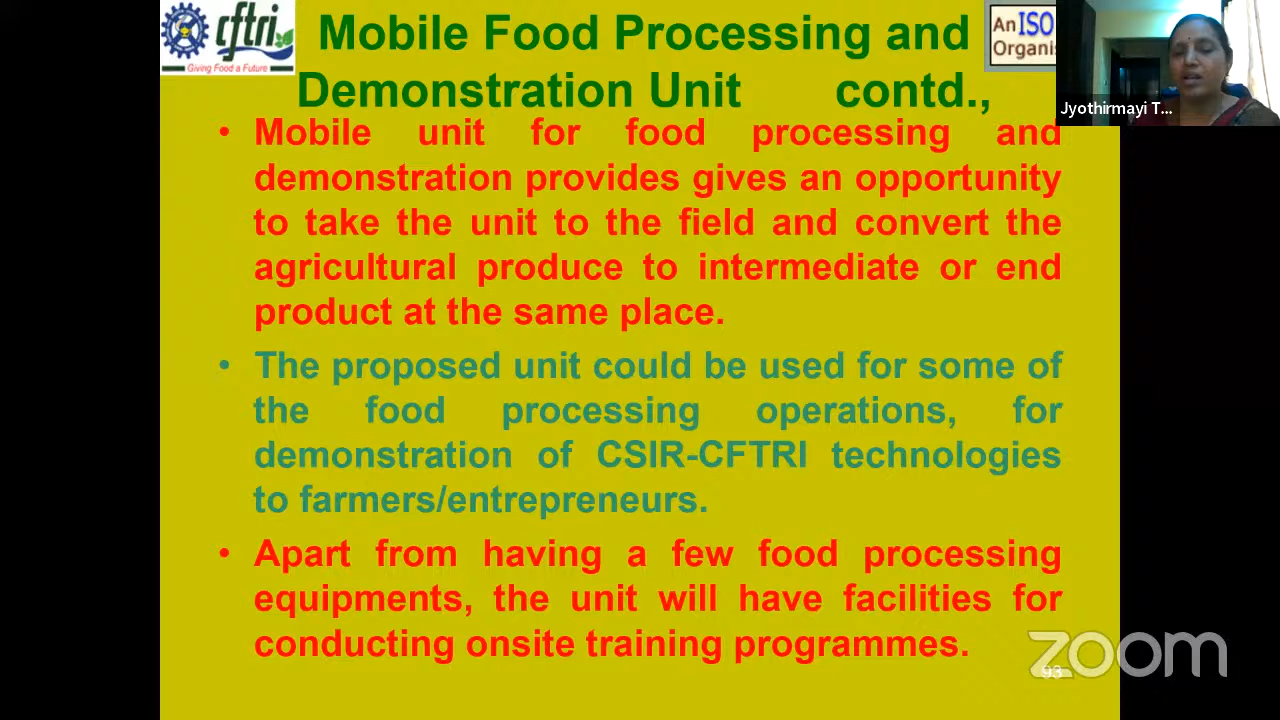 cftri
Giving Food a Future
Mobile Food Processing and
Demonstration Unit contd.,
An ISO
Organis
Jyothirmayi T...
• Mobile unit for food processing and
demonstration provides gives an opportunity
to take the unit to the field and convert the
agricultural produce to intermediate or end
product at the same place.
• The proposed unit could be used for some of
the food processing operations, for
demonstration of CSIR-CFTRI technologies
to farmers/entrepreneurs.
• Apart from having a few food processing
equipments, the unit will have facilities for
conducting onsite training programmes.
zoom
93